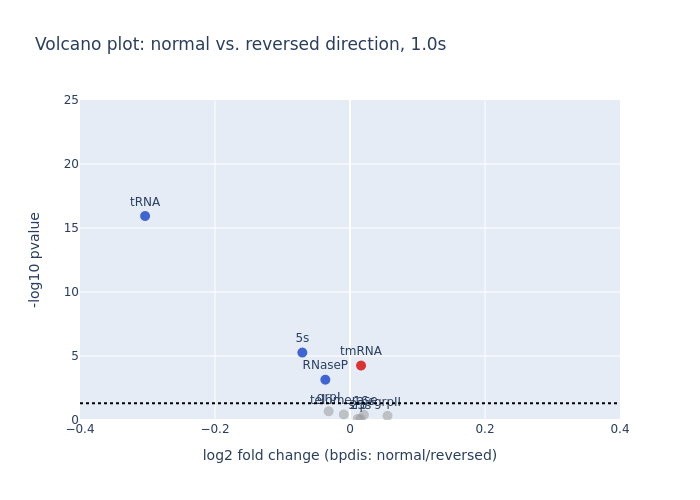 Volcano plot: normal vs. reversed direction, 1.0s
25
20
15
10
5
0
-log10 pvalue
tRNA
5s
tmRNA
RNaseP
−0.4
−0.2
0
0.2
0.4
log2 fold change (bpdis: normal/reversed)